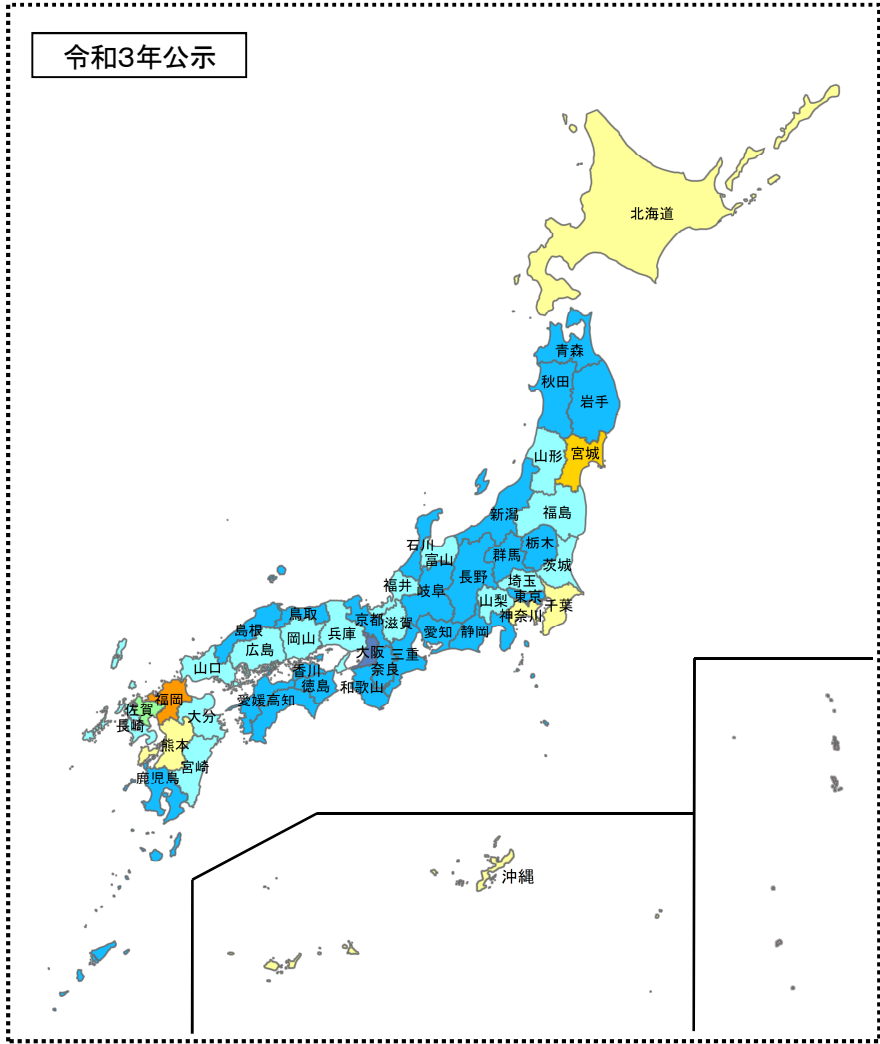 令和3年公示
北海道
青森
秋田
岩手
山形
宮城
新潟
福島
石川
富山
群馬
栃木
茨城
長野
福井
岐阜
埼玉
山梨
東京
千葉
神奈川
鳥取
京都
滋賀
愛知
静岡
島根
岡山
兵庫
広島
大阪
三重
奈良
山口
香川
徳島
和歌山
愛媛
高知
福岡
佐賀
大分
長崎
熊本
宮崎
鹿児島
沖縄